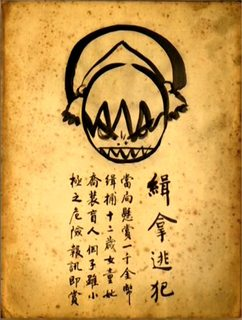 緝拿逃犯
當局懸賞一千金幣
緝捕十二歲女童她
喬裝盲人個子雖小
極之危險報訊即賞